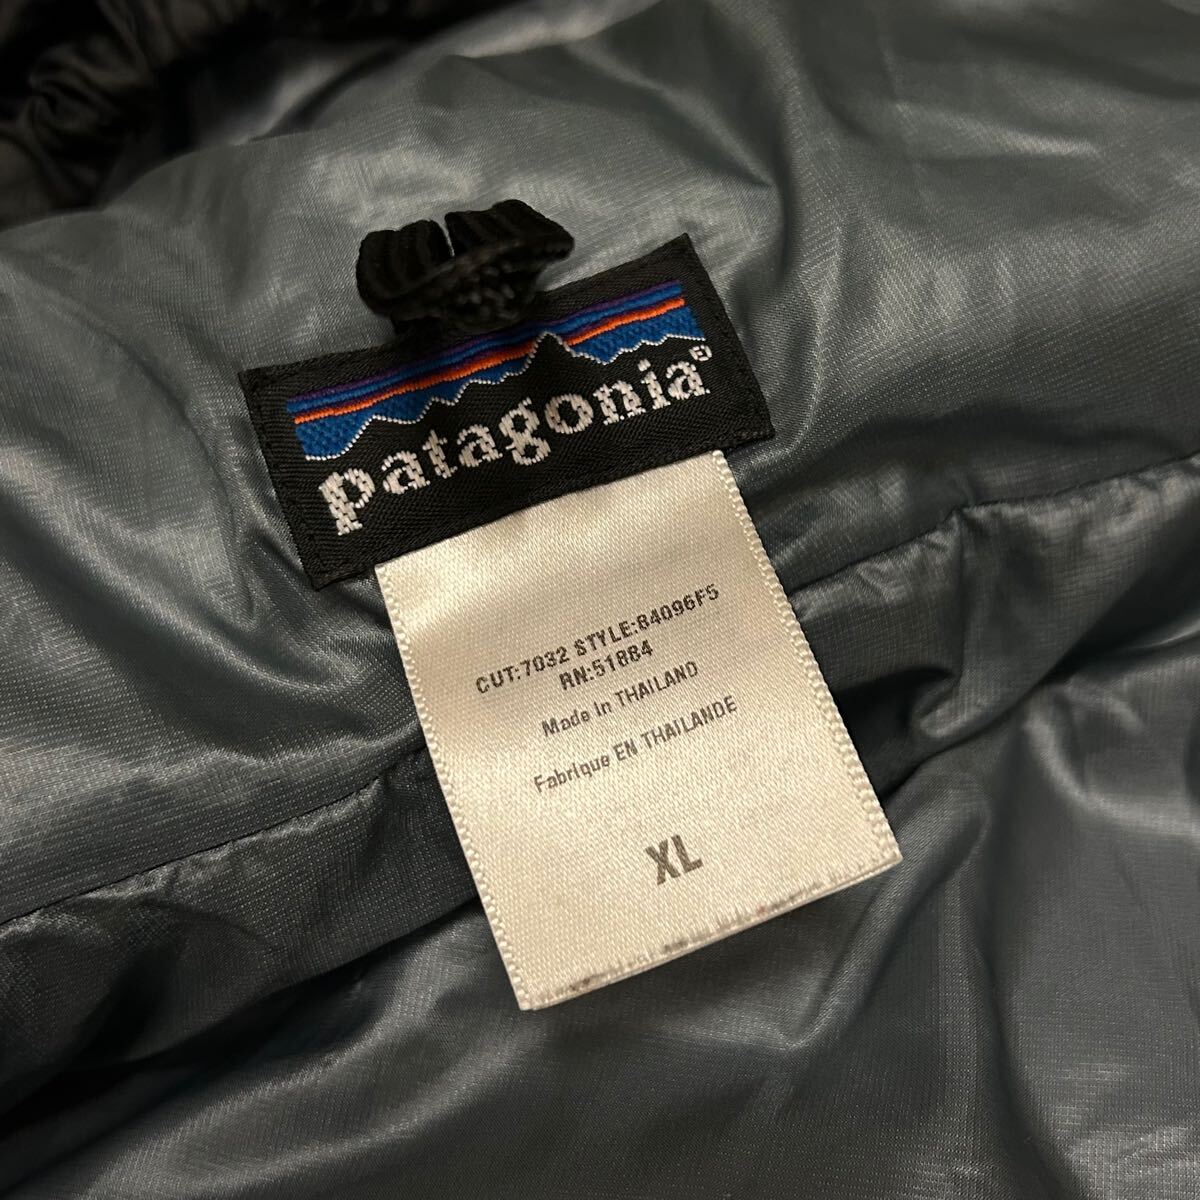 patagonia®
CUT:7032 STYLE:84096F5
RN:51884
Made in THAILAND
Fabrique EN THAILANDE
XL